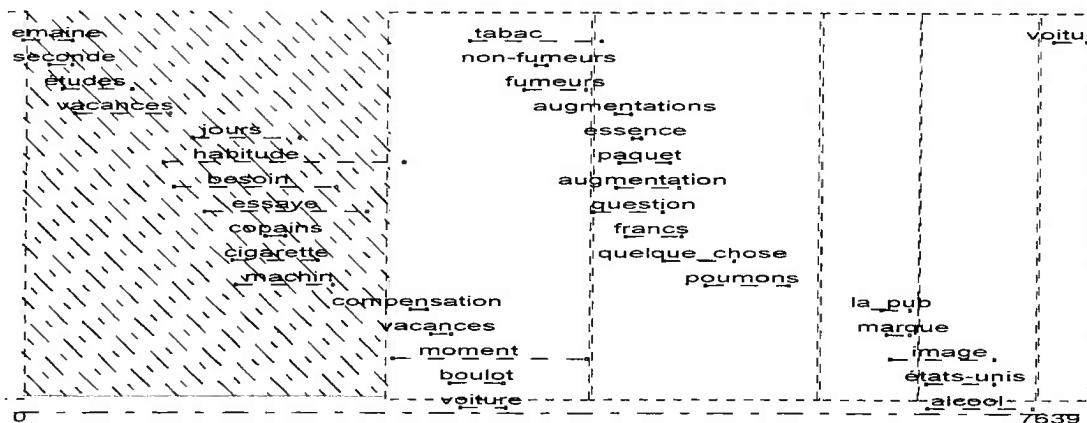 emaine tabac voitu
seconde non-fumeurs
études fumeurs
vacances augmentations
jours essence
habitude paquet
besoin augmentation
essaye question
copains francs
cigarette quelque_chose
machin poumons
compensation la_pub
vacances marque
moment image
boulot états-unis
voiture alcool
0 7639